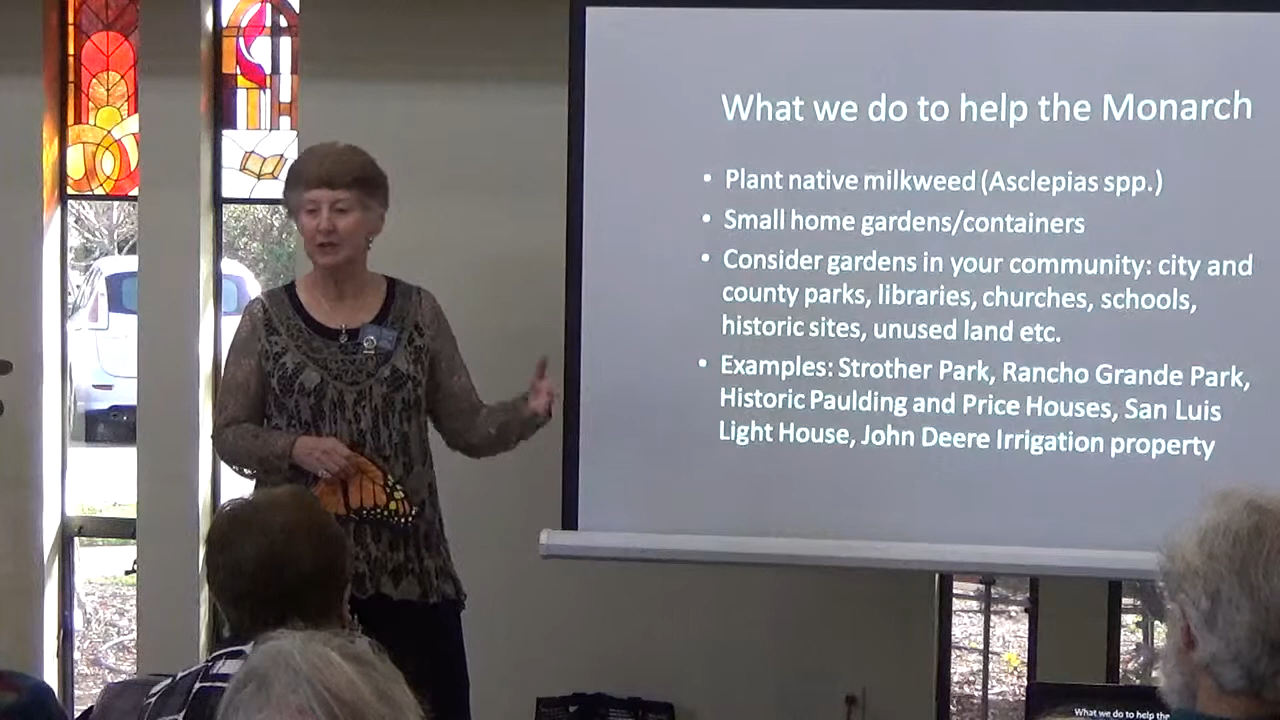 What we do to help the Monarch
• Plant native milkweed (Asclepias spp.)
• Small home gardens/containers
• Consider gardens in your community: city and
county parks, libraries, churches, schools,
historic sites, unused land etc.
• Examples: Strother Park, Rancho Grande Park,
Historic Paulding and Price Houses, San Luis
Light House, John Deere Irrigation property
What we do to help the